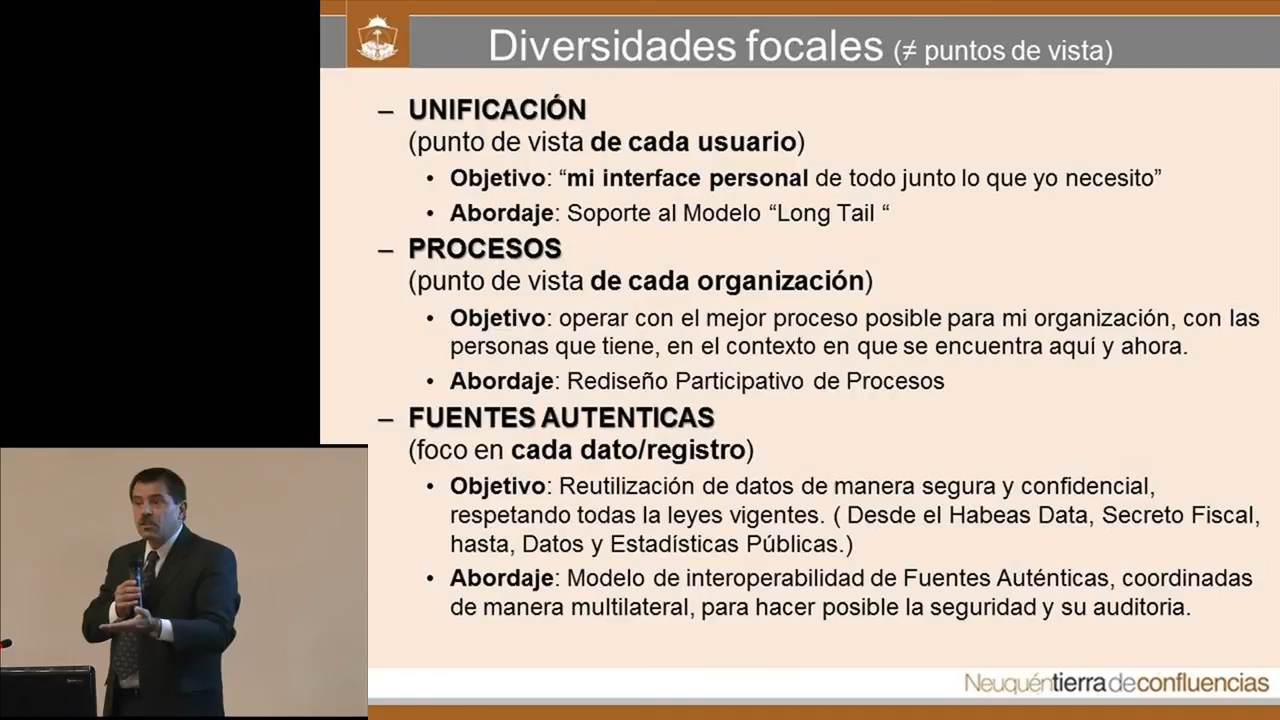 Diversidades focales (≠ puntos de vista)
– UNIFICACIÓN
(punto de vista de cada usuario)
• Objetivo: “mi interface personal de todo junto lo que yo necesito”
• Abordaje: Soporte al Modelo “Long Tail “
– PROCESOS
(punto de vista de cada organización)
• Objetivo: operar con el mejor proceso posible para mi organización, con las
personas que tiene, en el contexto en que se encuentra aquí y ahora.
• Abordaje: Rediseño Participativo de Procesos
– FUENTES AUTENTICAS
(foco en cada dato/registro)
• Objetivo: Reutilización de datos de manera segura y confidencial,
respetando todas la leyes vigentes. ( Desde el Habeas Data, Secreto Fiscal,
hasta, Datos y Estadísticas Públicas.)
• Abordaje: Modelo de interoperabilidad de Fuentes Auténticas, coordinadas
de manera multilateral, para hacer posible la seguridad y su auditoria.
Neuquéntierradeconfluencias